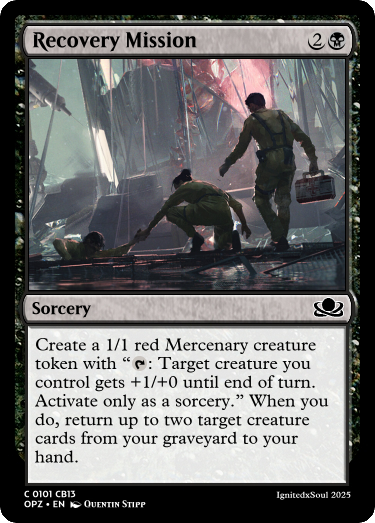 Recovery Mission 2
Sorcery
Create a 1/1 red Mercenary creature
token with “: Target creature you
control gets +1/+0 until end of turn.
Activate only as a sorcery.” When you
do, return up to two target creature
cards from your graveyard to your
hand.
C 0101 CB13
OPZ • EN Quentin Stipp
IgnitedxSoul 2025